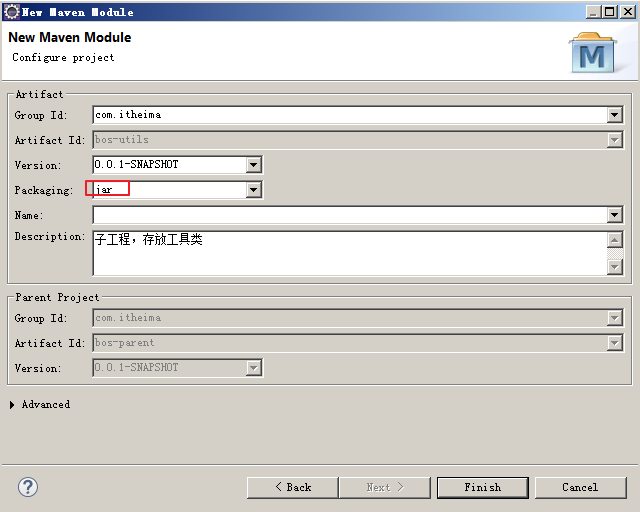 New Maven Module
New Maven Module
Configure project
M
Artifact
Group Id: com.itheima
Artifact Id: bos-utils
Version: 0.0.1-SNAPSHOT
Packaging: jar
Name:
Description: 子工程，存放工具类
Parent Project
Group Id: com.itheima
Artifact Id: bos-parent
Version: 0.0.1-SNAPSHOT
Advanced
? < Back Next > Finish Cancel